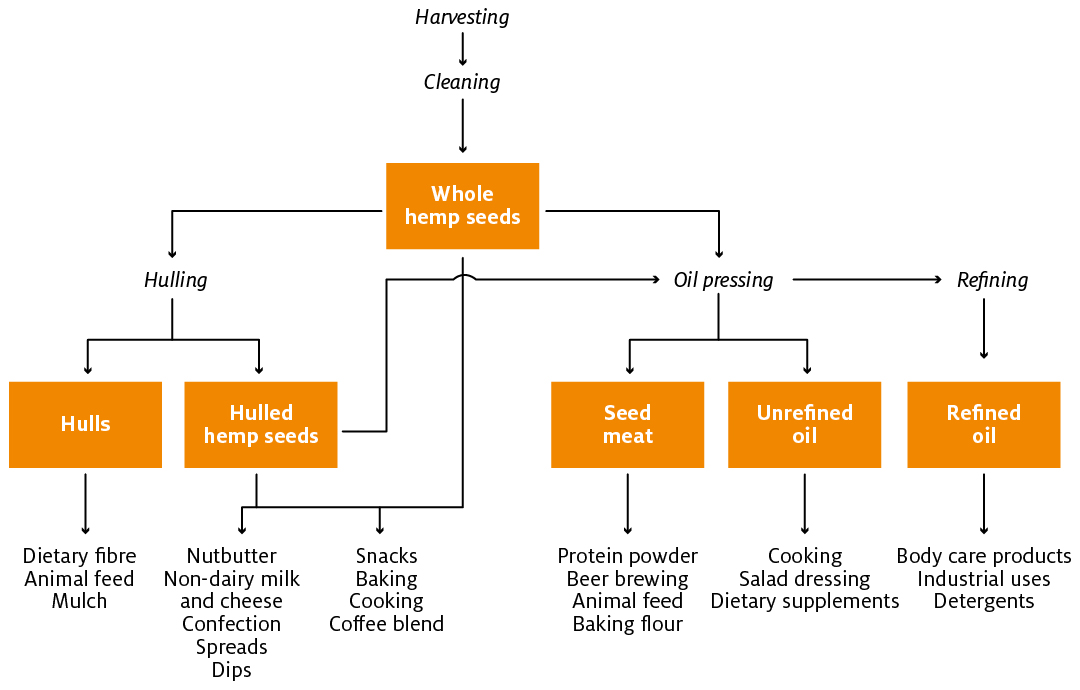 Harvesting
Cleaning
Whole
hemp seeds
Hulling
Oil pressing
Refining
Hulls
Hulled
hemp seeds
Seed
meat
Unrefined
oil
Refined
oil
Dietary fibre
Animal feed
Mulch
Nutbutter
Non-dairy milk
and cheese
Confection
Spreads
Dips
Snacks
Baking
Cooking
Coffee blend
Protein powder
Beer brewing
Animal feed
Baking flour
Cooking
Salad dressing
Dietary supplements
Body care products
Industrial uses
Detergents